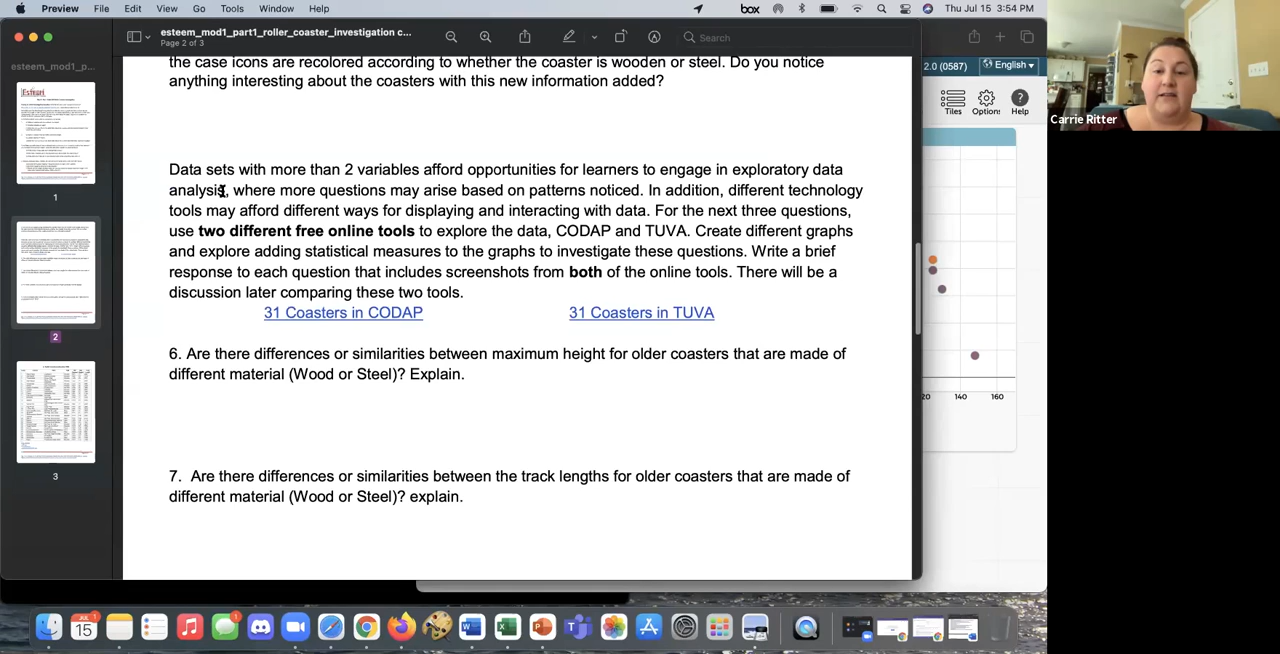 Preview File Edit View Go Tools Window Help
box
Thu Jul 15 3:54 PM
esteem_mod1_part1_roller_coaster_investigation c...
Page 2 of 3
Search
esteem_mod1_p...
1
2
3
the case icons are recolored according to whether the coaster is wooden or steel. Do you notice
anything interesting about the coasters with this new information added?
Data sets with more than 2 variables afford opportunities for learners to engage in exploratory data
analysis, where more questions may arise based on patterns noticed. In addition, different technology
tools may afford different ways for displaying and interacting with data. For the next three questions,
use two different free online tools to explore the data, CODAP and TUVA. Create different graphs
and explore adding statistical measures to the graphs to investigate these questions. Write a brief
response to each question that includes screenshots from both of the online tools. There will be a
discussion later comparing these two tools.
31 Coasters in CODAP
31 Coasters in TUVA
6. Are there differences or similarities between maximum height for older coasters that are made of
different material (Wood or Steel)? Explain.
7. Are there differences or similarities between the track lengths for older coasters that are made of
different material (Wood or Steel)? explain.
2.0 (0587)
English
Tiles
Options
Help
20 140 160
Carrie Ritter
JUL
15
1
1